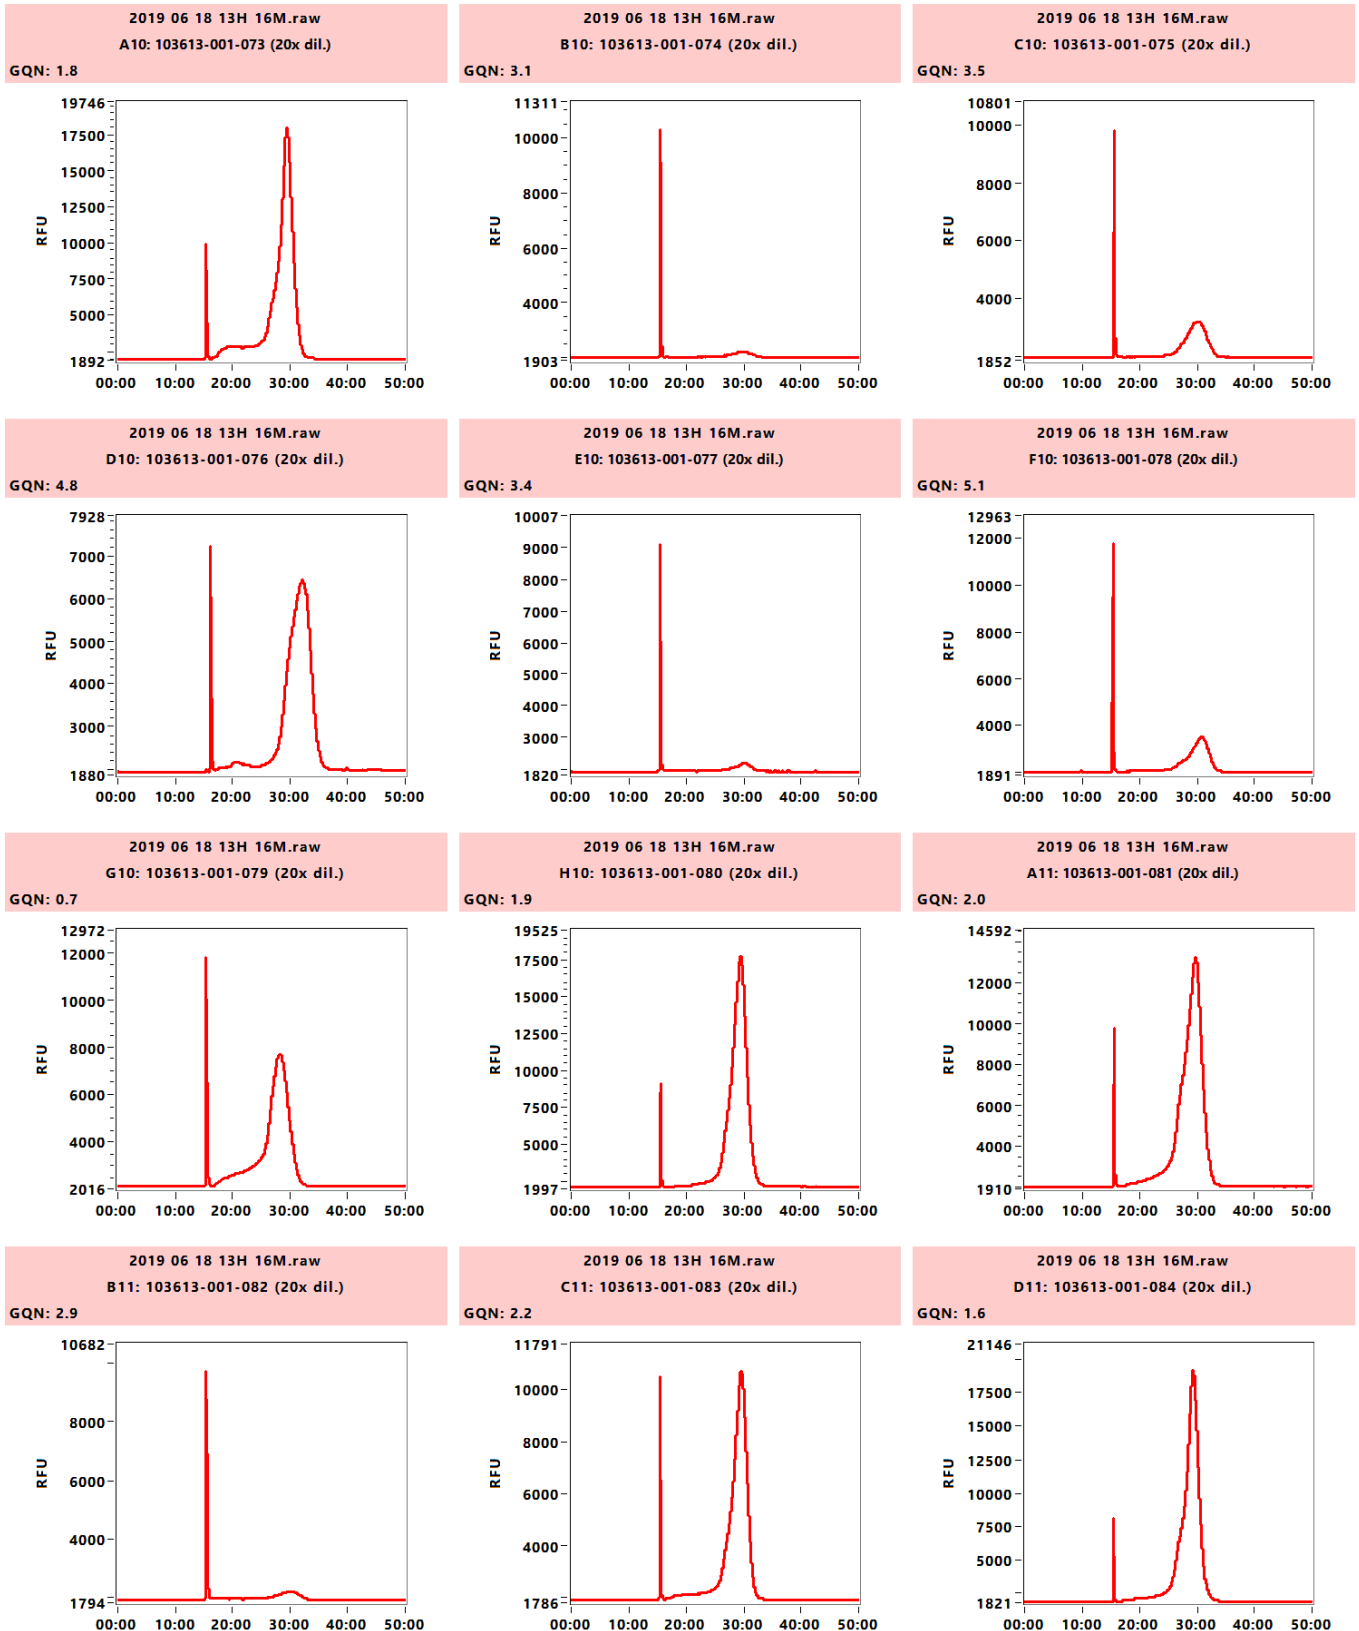 2019 06 18 13H 16M.raw
A10: 103613-001-073 (20x dil.)
GQN: 1.8
19746
17500
15000
12500
10000
7500
5000
1892
RFU
00:00 10:00 20:00 30:00 40:00 50:00
2019 06 18 13H 16M.raw
B10: 103613-001-074 (20x dil.)
GQN: 3.1
11311
10000
8000
6000
4000
1903
RFU
00:00 10:00 20:00 30:00 40:00 50:00
2019 06 18 13H 16M.raw
C10: 103613-001-075 (20x dil.)
GQN: 3.5
10801
10000
8000
6000
4000
1852
RFU
00:00 10:00 20:00 30:00 40:00 50:00
2019 06 18 13H 16M.raw
D10: 103613-001-076 (20x dil.)
GQN: 4.8
7928
7000
6000
5000
4000
3000
1880
RFU
00:00 10:00 20:00 30:00 40:00 50:00
2019 06 18 13H 16M.raw
E10: 103613-001-077 (20x dil.)
GQN: 3.4
10007
9000
8000
7000
6000
5000
4000
3000
1820
RFU
00:00 10:00 20:00 30:00 40:00 50:00
2019 06 18 13H 16M.raw
F10: 103613-001-078 (20x dil.)
GQN: 5.1
12963
12000
10000
8000
6000
4000
1891
RFU
00:00 10:00 20:00 30:00 40:00 50:00
2019 06 18 13H 16M.raw
G10: 103613-001-079 (20x dil.)
GQN: 0.7
12972
12000
10000
8000
6000
4000
2016
RFU
00:00 10:00 20:00 30:00 40:00 50:00
2019 06 18 13H 16M.raw
H10: 103613-001-080 (20x dil.)
GQN: 1.9
19525
17500
15000
12500
10000
7500
5000
1997
RFU
00:00 10:00 20:00 30:00 40:00 50:00
2019 06 18 13H 16M.raw
A11: 103613-001-081 (20x dil.)
GQN: 2.0
14592
12000
10000
8000
6000
4000
1910
RFU
00:00 10:00 20:00 30:00 40:00 50:00
2019 06 18 13H 16M.raw
B11: 103613-001-082 (20x dil.)
GQN: 2.9
10682
8000
6000
4000
1794
RFU
00:00 10:00 20:00 30:00 40:00 50:00
2019 06 18 13H 16M.raw
C11: 103613-001-083 (20x dil.)
GQN: 2.2
11791
10000
8000
6000
4000
1786
RFU
00:00 10:00 20:00 30:00 40:00 50:00
2019 06 18 13H 16M.raw
D11: 103613-001-084 (20x dil.)
GQN: 1.6
21146
17500
15000
12500
10000
7500
5000
1821
RFU
00:00 10:00 20:00 30:00 40:00 50:00